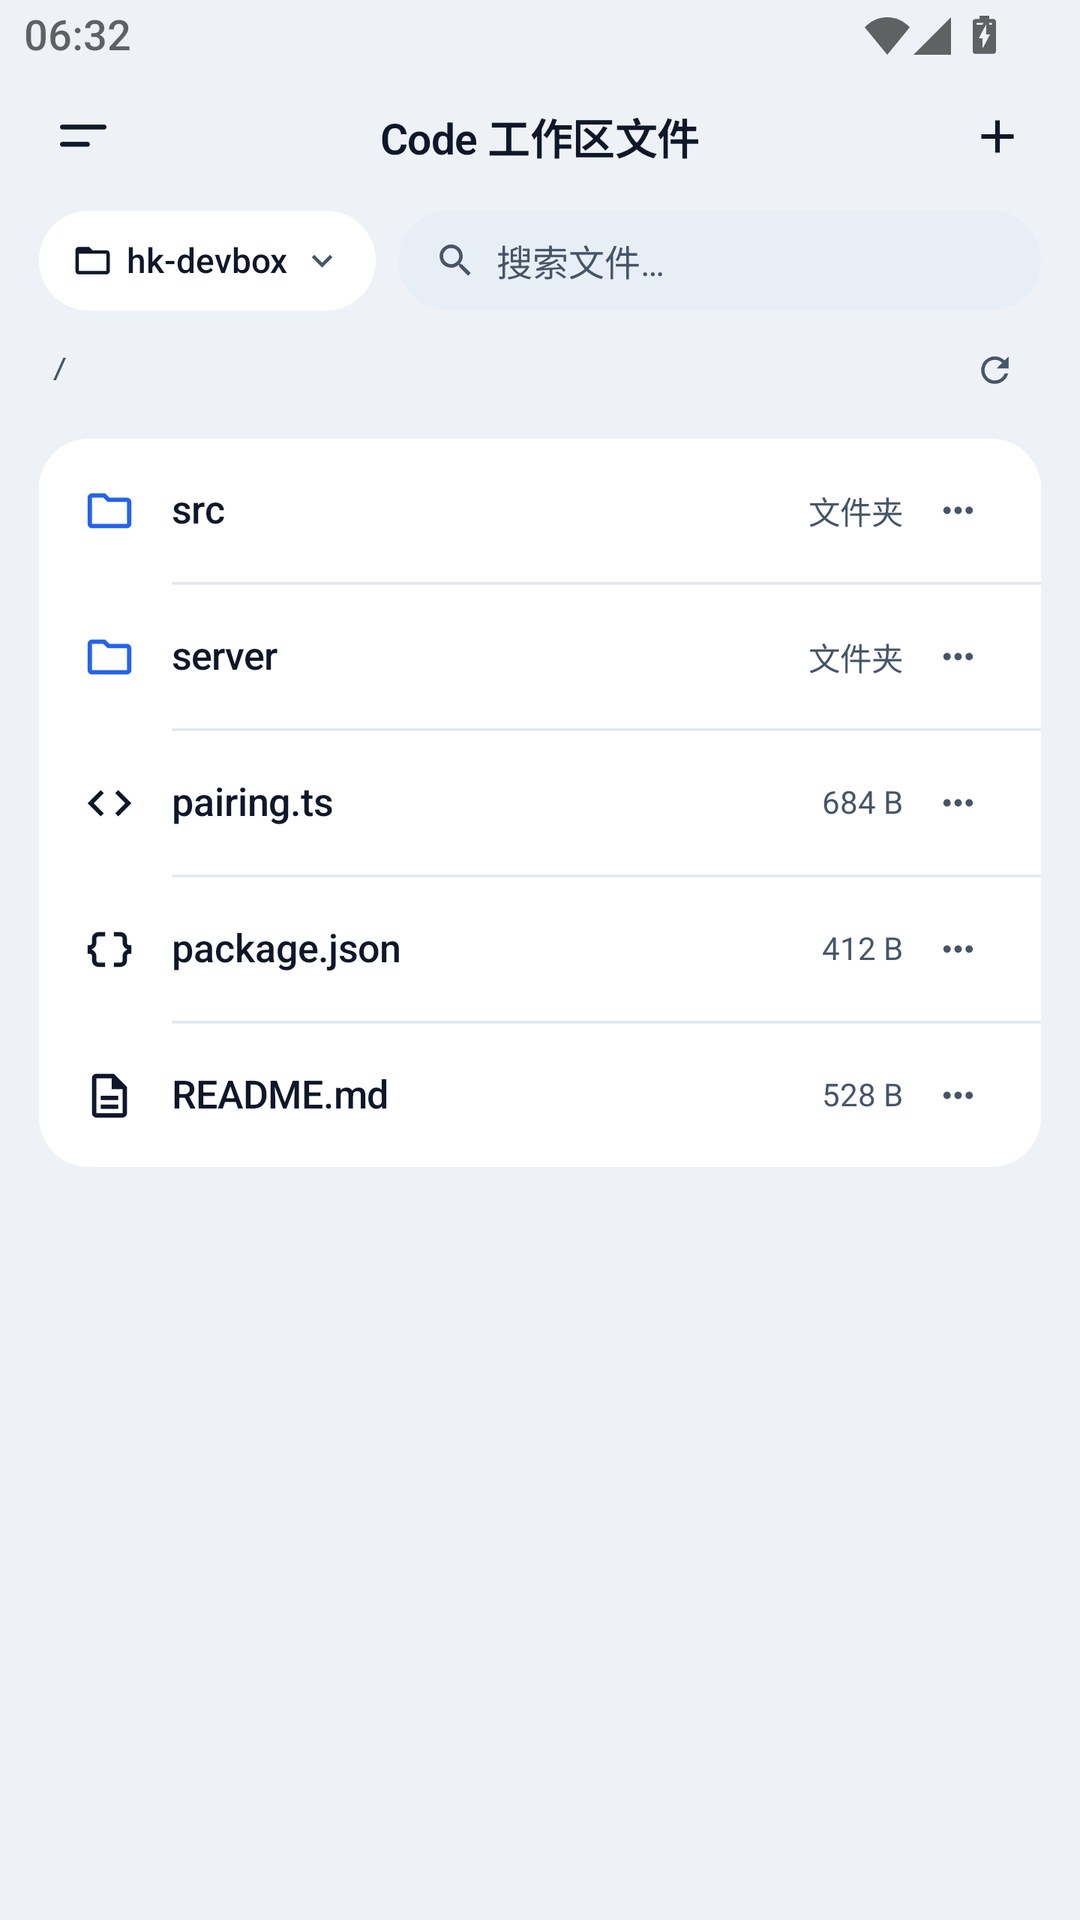 06:32
Code 工作区文件
hk-devbox
搜索文件...
/
src 文件夹
server 文件夹
pairing.ts 684 B
package.json 412 B
README.md 528 B